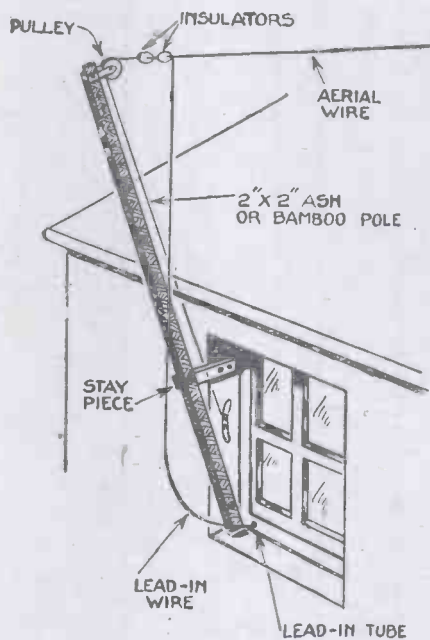 PULLEY
INSULATORS
AERIAL
WIRE
2"X 2" ASH
OR BAMBOO POLE
STAY
PIECE
LEAD-IN
WIRE
LEAD-IN TUBE